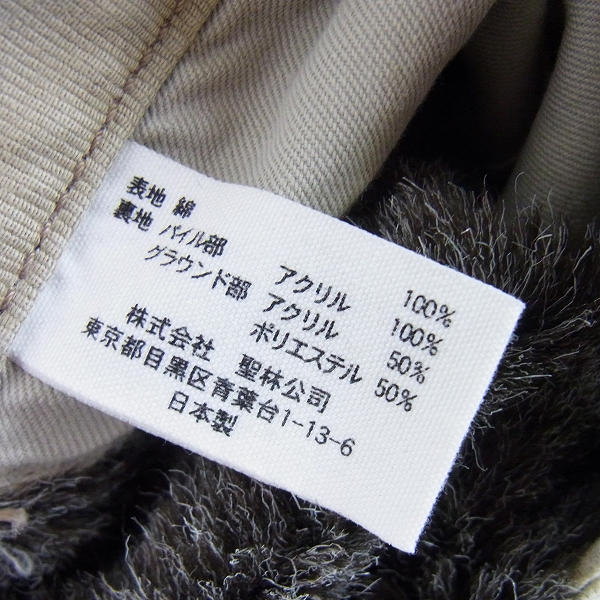 表地 綿 100%
裏地 パイル部 アクリル 100%
グラウンド部 アクリル 50%
ポリエステル 50%
株式会社 聖林公司
東京都目黒区青葉台1-13-6
日本製